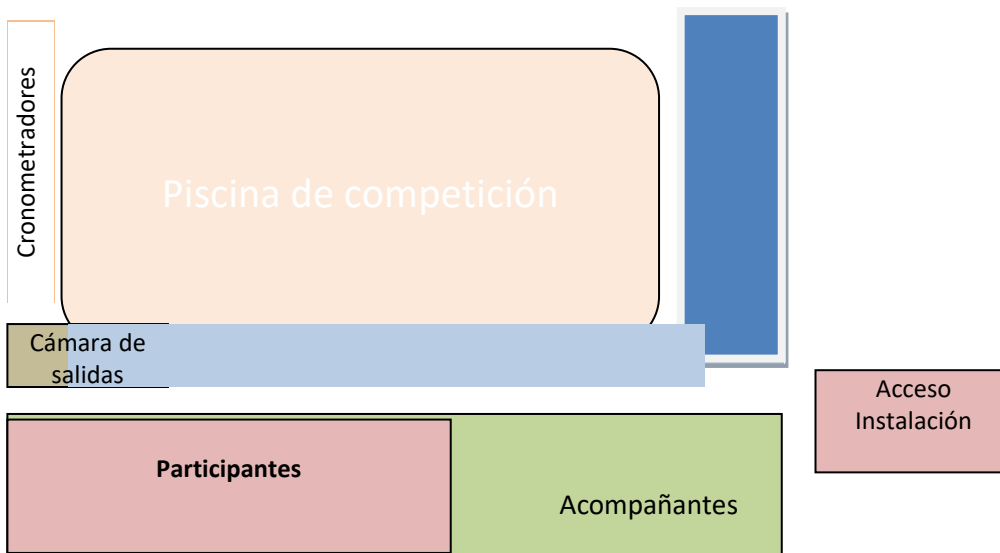 Cronometradores
Piscina de competición
Cámara de
salidas
Acceso
Instalación
Participantes
Acompañantes